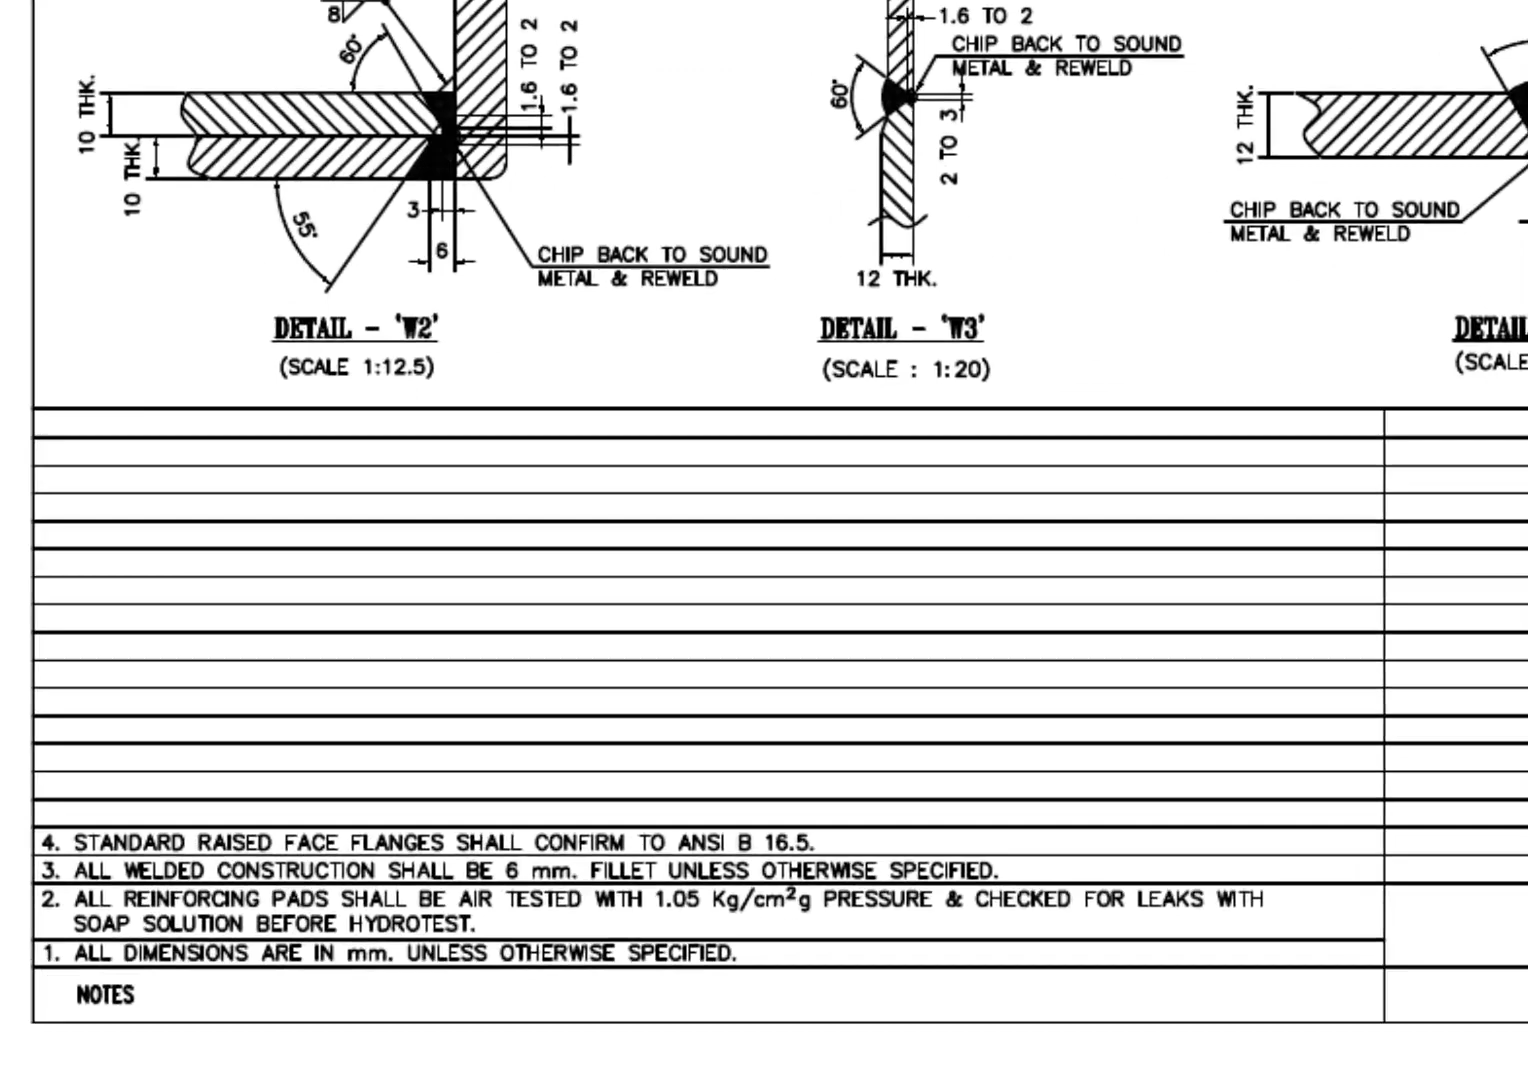 8
60°
10 THK.
10 THK.
1.6 TO 2
1.6 TO 2
55°
3
6
CHIP BACK TO SOUND
METAL & REWELD
DETAIL - 'W2'
(SCALE 1:12.5)
1.6 TO 2
CHIP BACK TO SOUND
METAL & REWELD
60°
2 TO 3
12 THK.
DETAIL - 'W3'
(SCALE : 1:20)
12 THK.
CHIP BACK TO SOUND
METAL & REWELD
DETAIL
(SCALE
4. STANDARD RAISED FACE FLANGES SHALL CONFIRM TO ANSI B 16.5.
3. ALL WELDED CONSTRUCTION SHALL BE 6 mm. FILLET UNLESS OTHERWISE SPECIFIED.
2. ALL REINFORCING PADS SHALL BE AIR TESTED WITH 1.05 Kg/cm²g PRESSURE & CHECKED FOR LEAKS WITH
SOAP SOLUTION BEFORE HYDROTEST.
1. ALL DIMENSIONS ARE IN mm. UNLESS OTHERWISE SPECIFIED.
NOTES